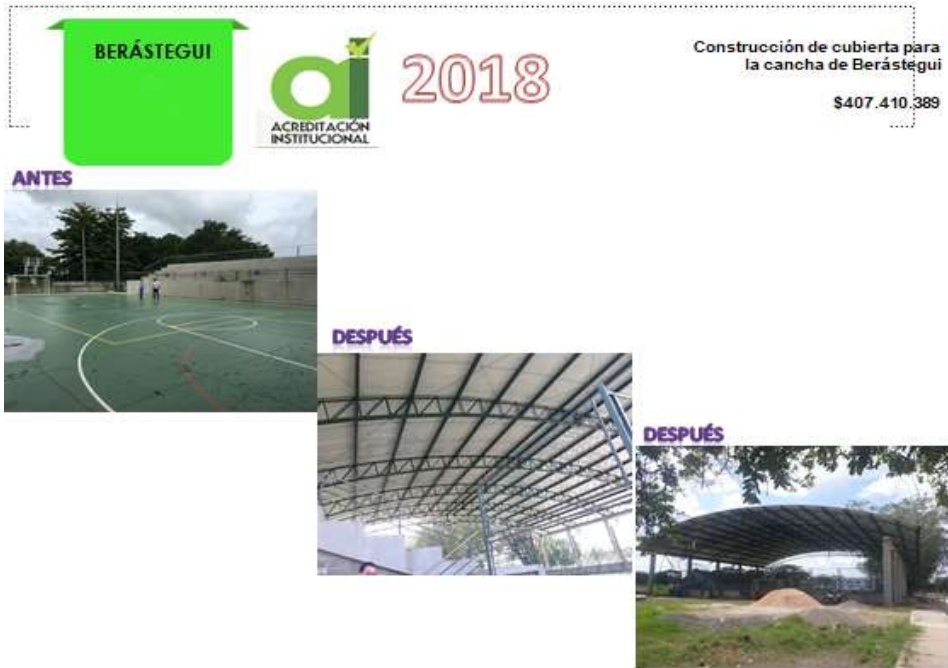 BERÁSTEGUI
ACREDITACIÓN
INSTITUCIONAL
2018
Construcción de cubierta para
la cancha de Berástegui
$407.410.389
ANTES
DESPUÉS
DESPUÉS